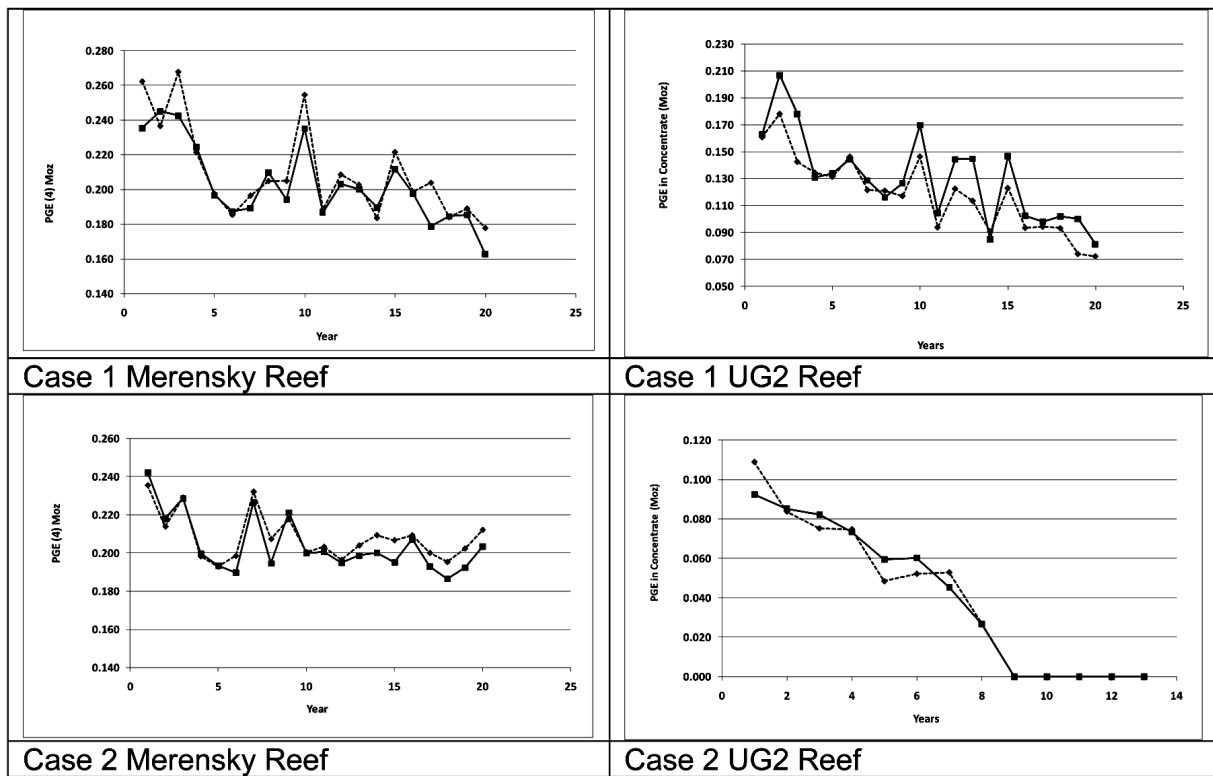 PGE (4) Moz
0.280
0.260
0.240
0.220
0.200
0.180
0.160
0.140
0 5 10 15 20 25
Year
Case 1 Merensky Reef
PGE in Concentrate (Moz)
0.230
0.210
0.190
0.170
0.150
0.130
0.110
0.090
0.070
0.050
0 5 10 15 20 25
Years
Case 1 UG2 Reef
PGE (4) Moz
0.260
0.240
0.220
0.200
0.180
0.160
0.140
0 5 10 15 20 25
Year
Case 2 Merensky Reef
PGE in Concentrate (Moz)
0.120
0.100
0.080
0.060
0.040
0.020
0.000
0 2 4 6 8 10 12 14
Years
Case 2 UG2 Reef